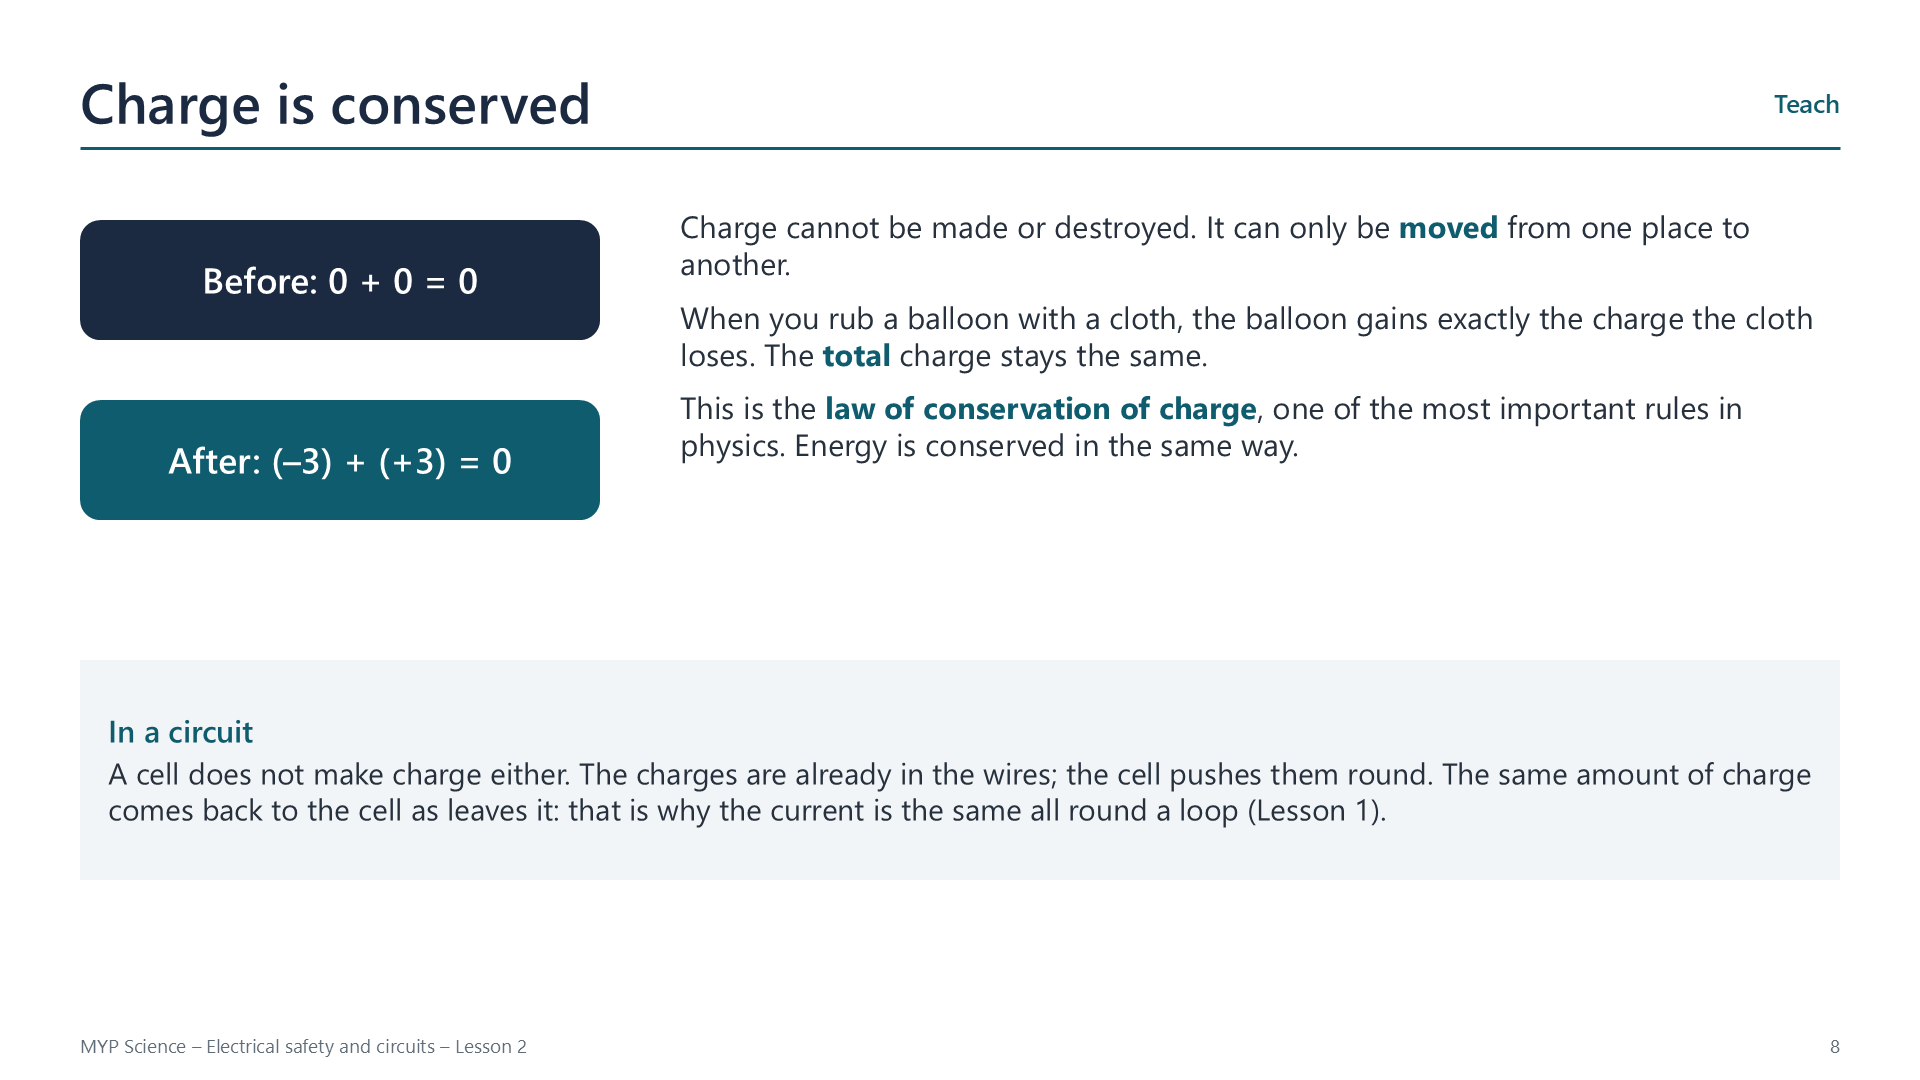 Charge is conserved
Teach
Before: 0 + 0 = 0
After: (–3) + (+3) = 0
Charge cannot be made or destroyed. It can only be moved from one place to
another.
When you rub a balloon with a cloth, the balloon gains exactly the charge the cloth
loses. The total charge stays the same.
This is the law of conservation of charge, one of the most important rules in
physics. Energy is conserved in the same way.
In a circuit
A cell does not make charge either. The charges are already in the wires; the cell pushes them round. The same amount of charge
comes back to the cell as leaves it: that is why the current is the same all round a loop (Lesson 1).
MYP Science – Electrical safety and circuits – Lesson 2
8